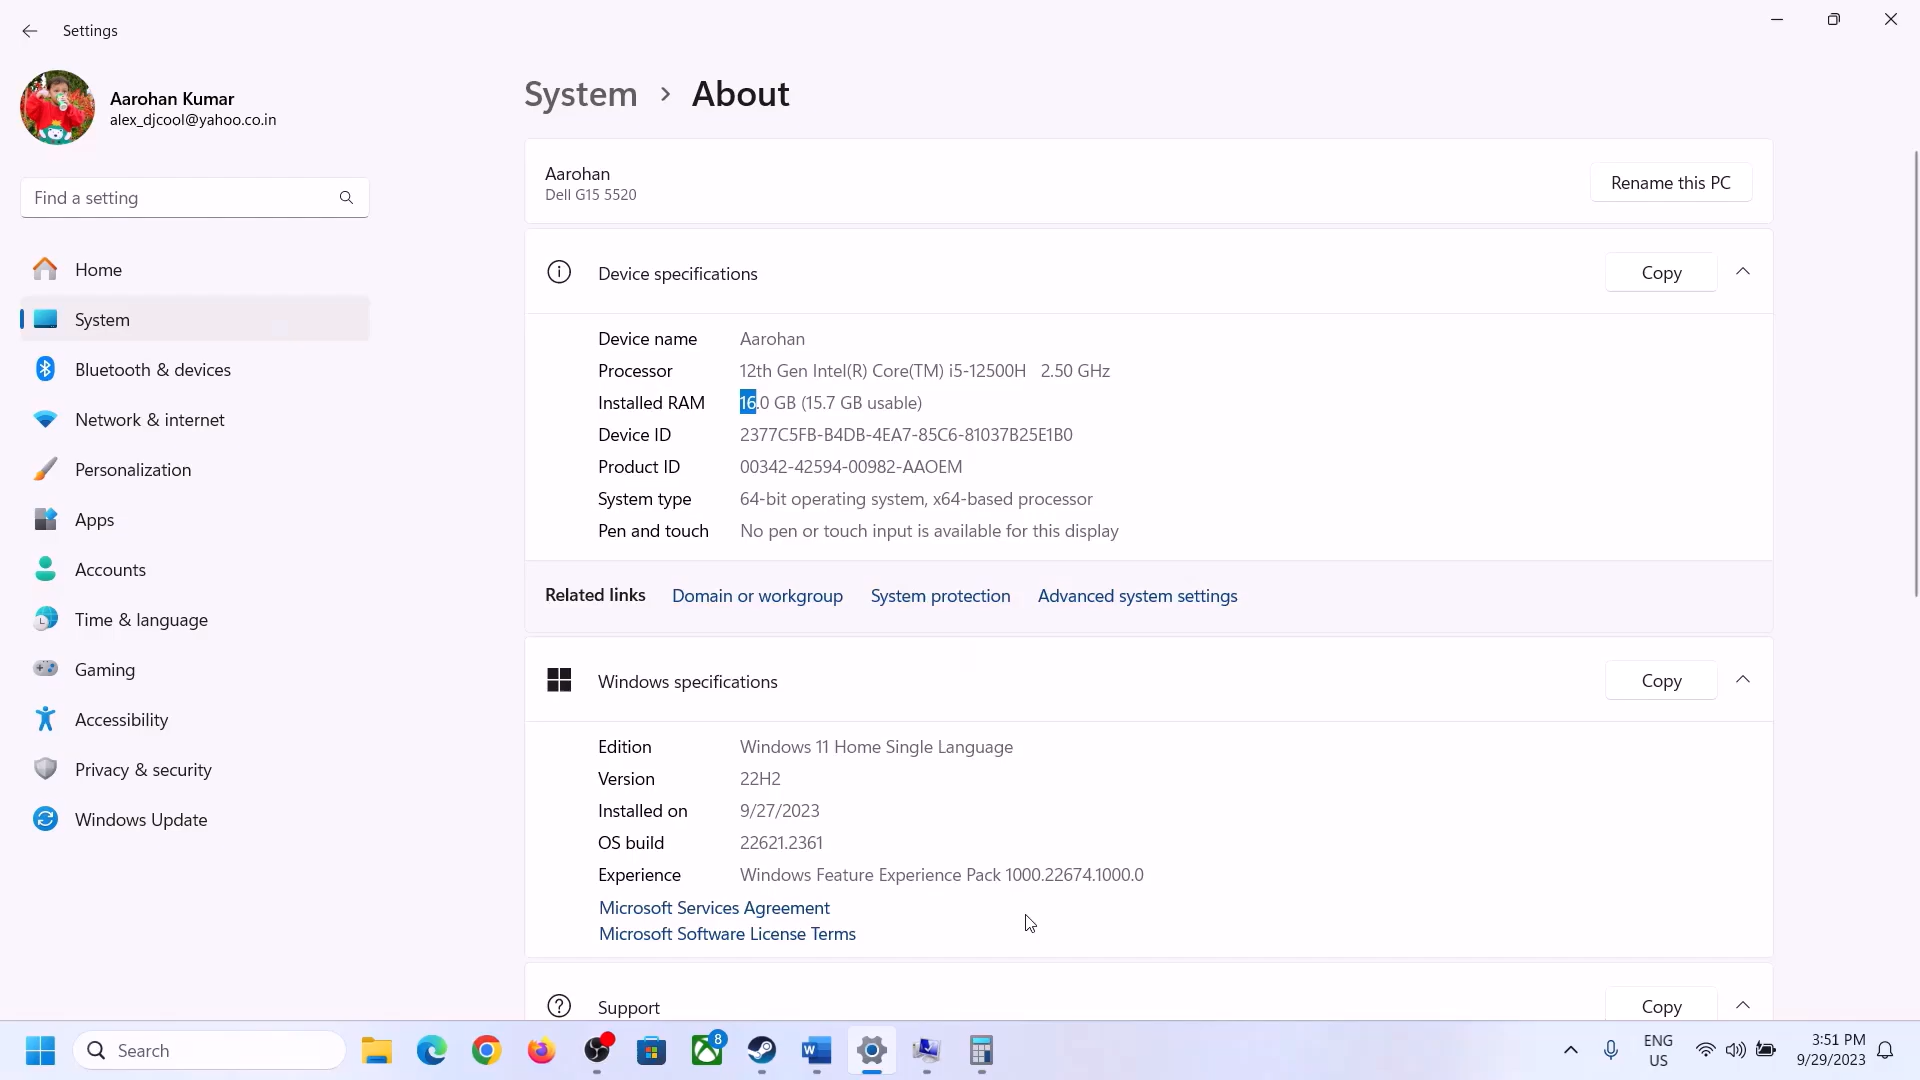 Settings
Aarohan Kumar
alex_djcool@yahoo.co.in
Find a setting
Home
System
Bluetooth & devices
Network & internet
Personalization
Apps
Accounts
Time & language
Gaming
Accessibility
Privacy & security
Windows Update
System > About
Aarohan
Dell G15 5520
Rename this PC
Device specifications
Copy
Device name Aarohan
Processor 12th Gen Intel(R) Core(TM) i5-12500H 2.50 GHz
Installed RAM 16.0 GB (15.7 GB usable)
Device ID 2377C5FB-B4DB-4EA7-85C6-81037B25E1B0
Product ID 00342-42594-00982-AAOEM
System type 64-bit operating system, x64-based processor
Pen and touch No pen or touch input is available for this display
Related links Domain or workgroup System protection Advanced system settings
Windows specifications
Copy
Edition Windows 11 Home Single Language
Version 22H2
Installed on 9/27/2023
OS build 22621.2361
Experience Windows Feature Experience Pack 1000.22674.1000.0
Microsoft Services Agreement
Microsoft Software License Terms
Support
Copy
Search
8
ENG
US
3:51 PM
9/29/2023